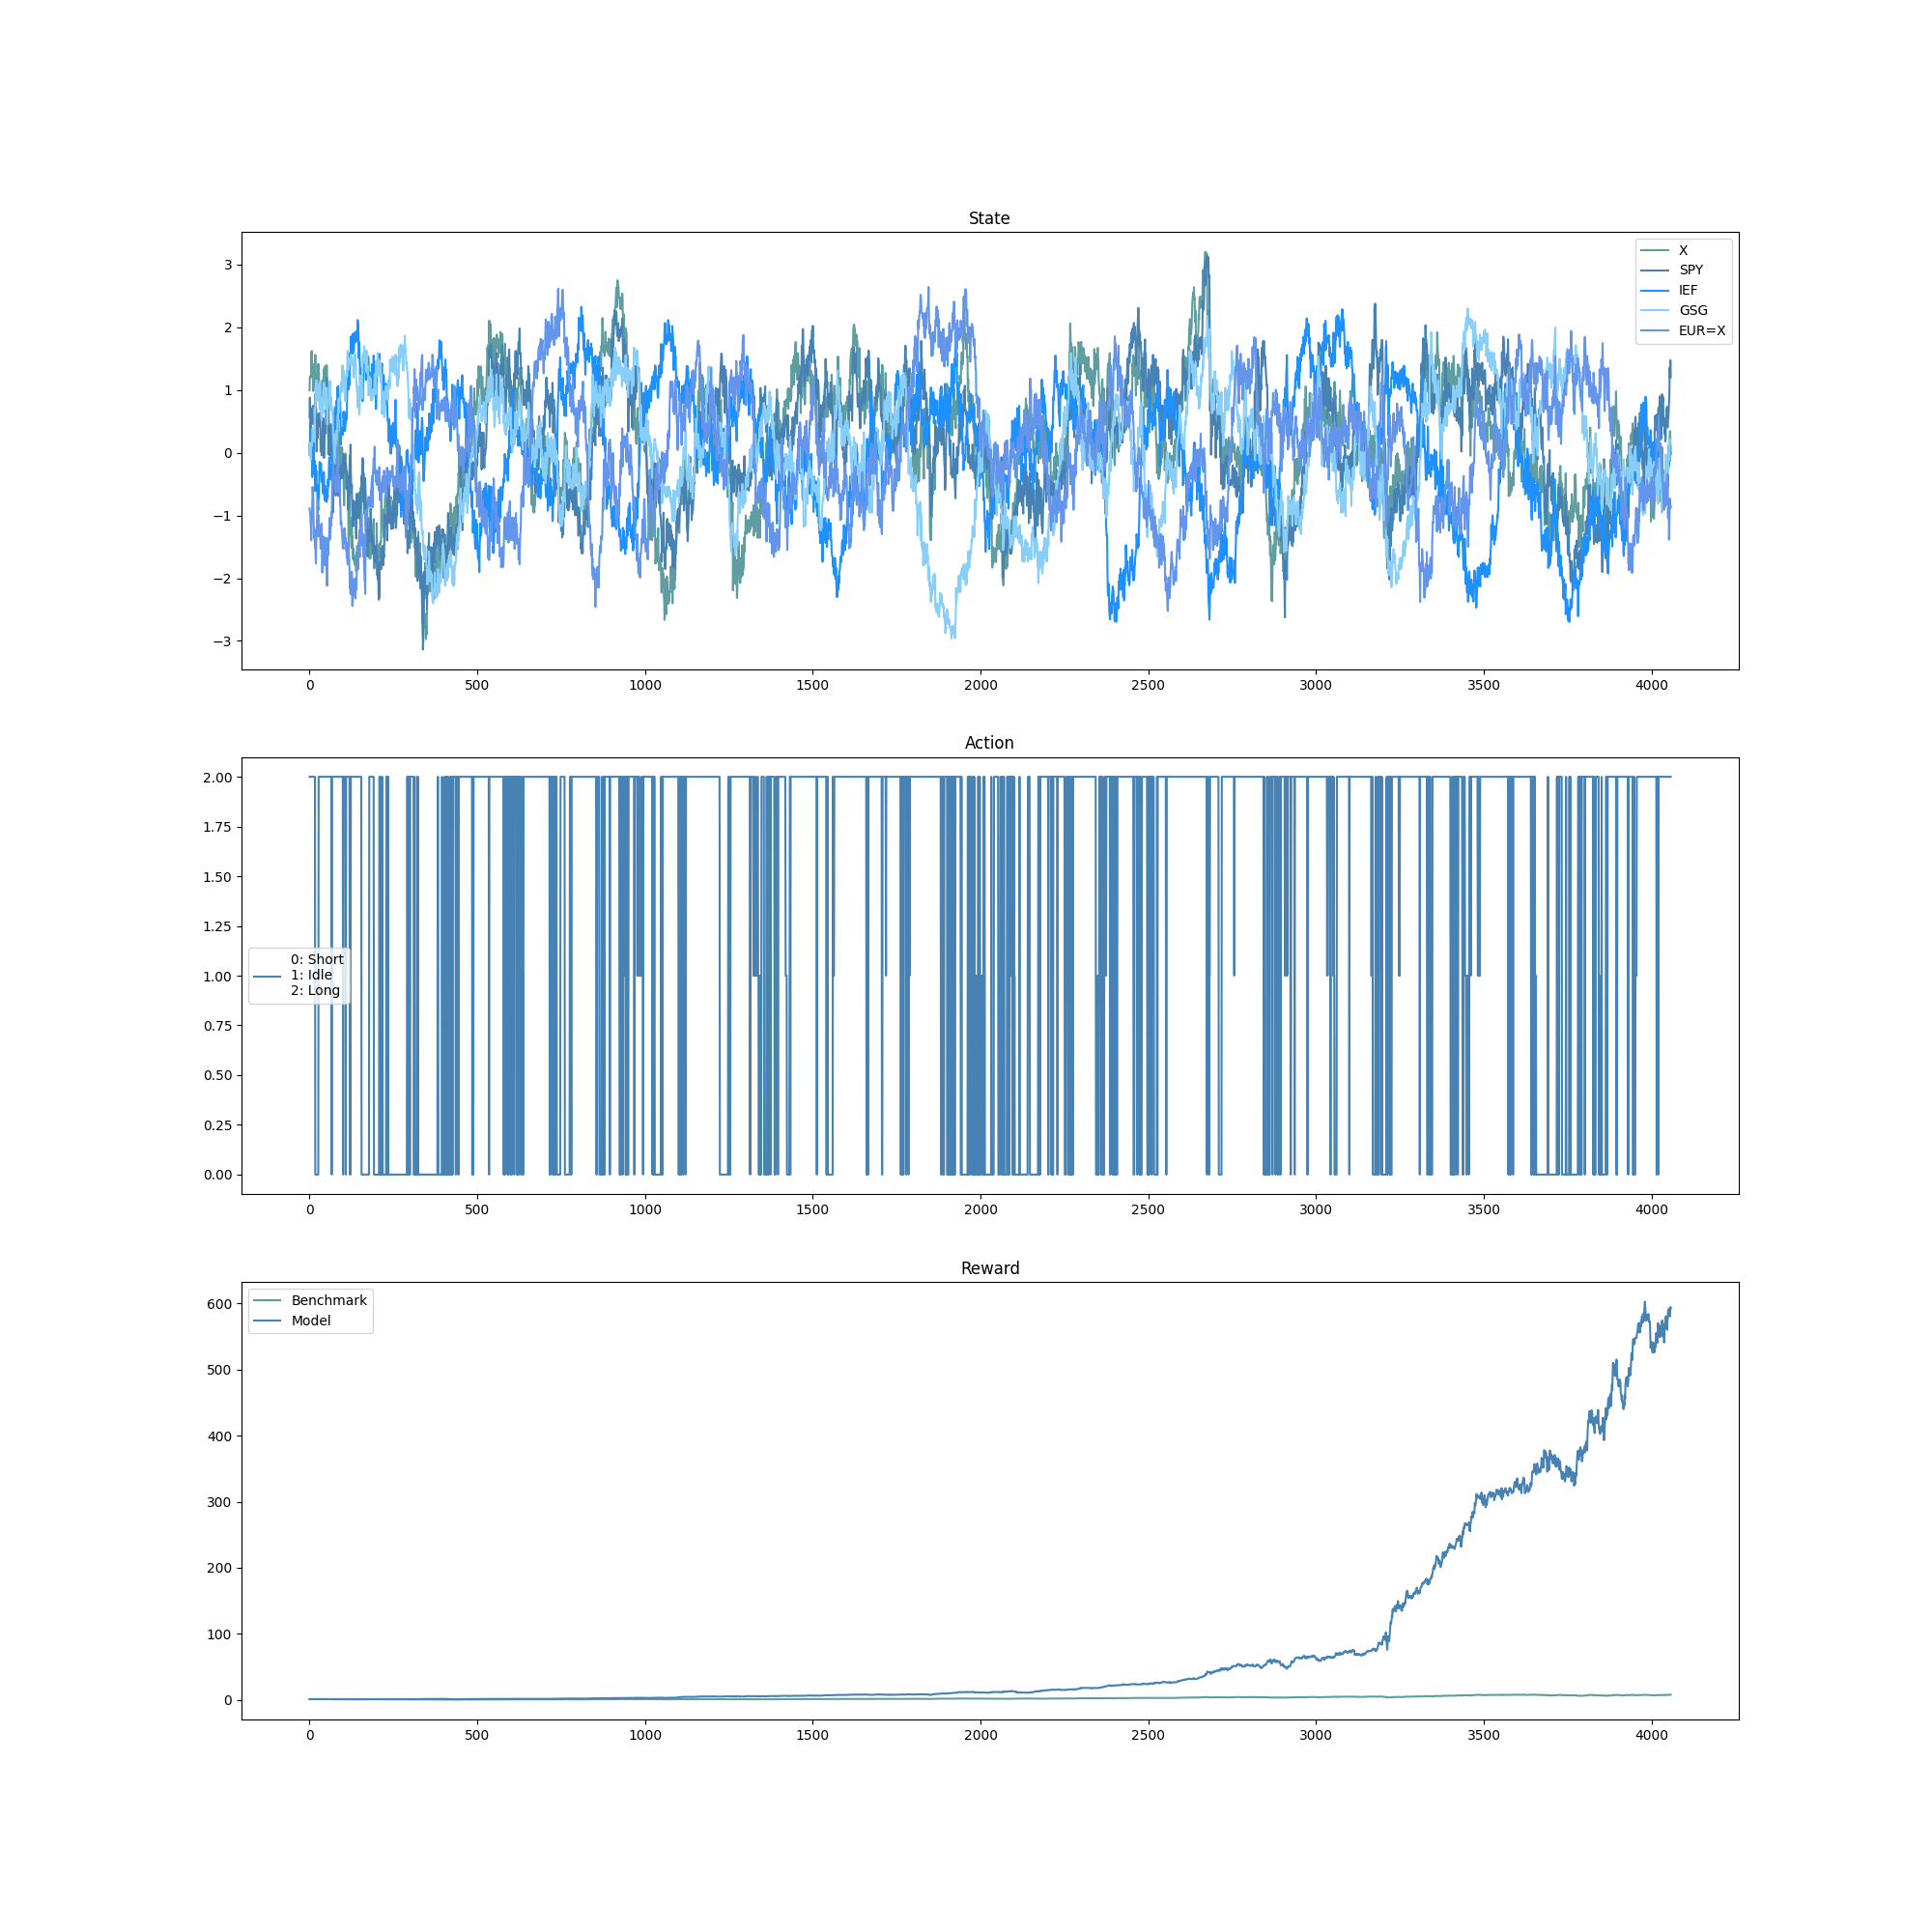 State
3
2
1
0
−1
−2
−3
X
SPY
IEF
GSG
EUR=X
0 500 1000 1500 2000 2500 3000 3500 4000
Action
2.00
1.75
1.50
1.25
1.00
0.75
0.50
0.25
0.00
0: Short
1: Idle
2: Long
0 500 1000 1500 2000 2500 3000 3500 4000
Reward
600
500
400
300
200
100
0
Benchmark
Model
0 500 1000 1500 2000 2500 3000 3500 4000